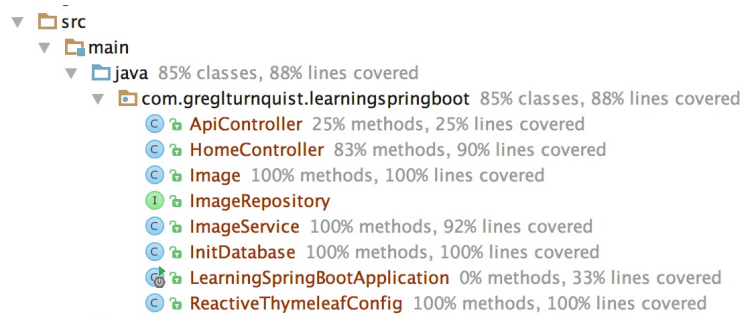 src
main
java 85% classes, 88% lines covered
com.greglturnquist.learningspringboot 85% classes, 88% lines covered
C ApiController 25% methods, 25% lines covered
C HomeController 83% methods, 90% lines covered
C Image 100% methods, 100% lines covered
I ImageRepository
C ImageService 100% methods, 92% lines covered
C InitDatabase 100% methods, 100% lines covered
C LearningSpringBootApplication 0% methods, 33% lines covered
C ReactiveThymeleafConfig 100% methods, 100% lines covered